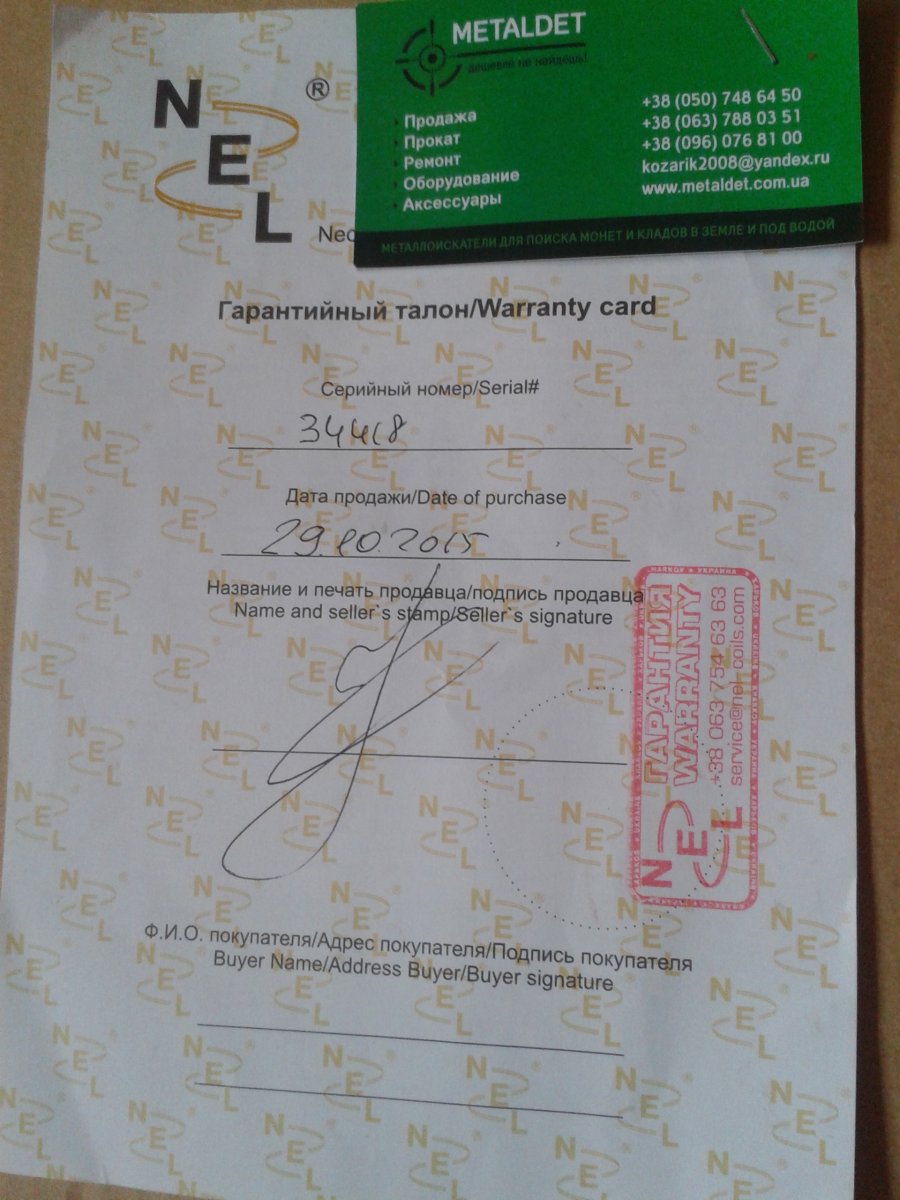 NEL ®
METALDET
дешевле не найдёшь!
Продажа
Прокат
Ремонт
Оборудование
Аксессуары
+38 (050) 748 64 50
+38 (063) 788 03 51
+38 (096) 076 81 00
kozarik2008@yandex.ru
www.metaldet.com.ua
МЕТАЛЛОИСКАТЕЛИ ДЛЯ ПОИСКА МОНЕТ И КЛАДОВ В ЗЕМЛЕ И ПОД ВОДОЙ
Гарантийный талон/Warranty card
Серийный номер/Serial#
34418
Дата продажи/Date of purchase
29.10.2015
Название и печать продавца/подпись продавца
Name and seller`s stamp/Seller`s signature
NEL
ГАРАНТИЯ
WARRANTY
+38 063 754 63 63
service@nel-coils.com
Ф.И.О. покупателя/Адрес покупателя/Подпись покупателя
Buyer Name/Address Buyer/Buyer signature